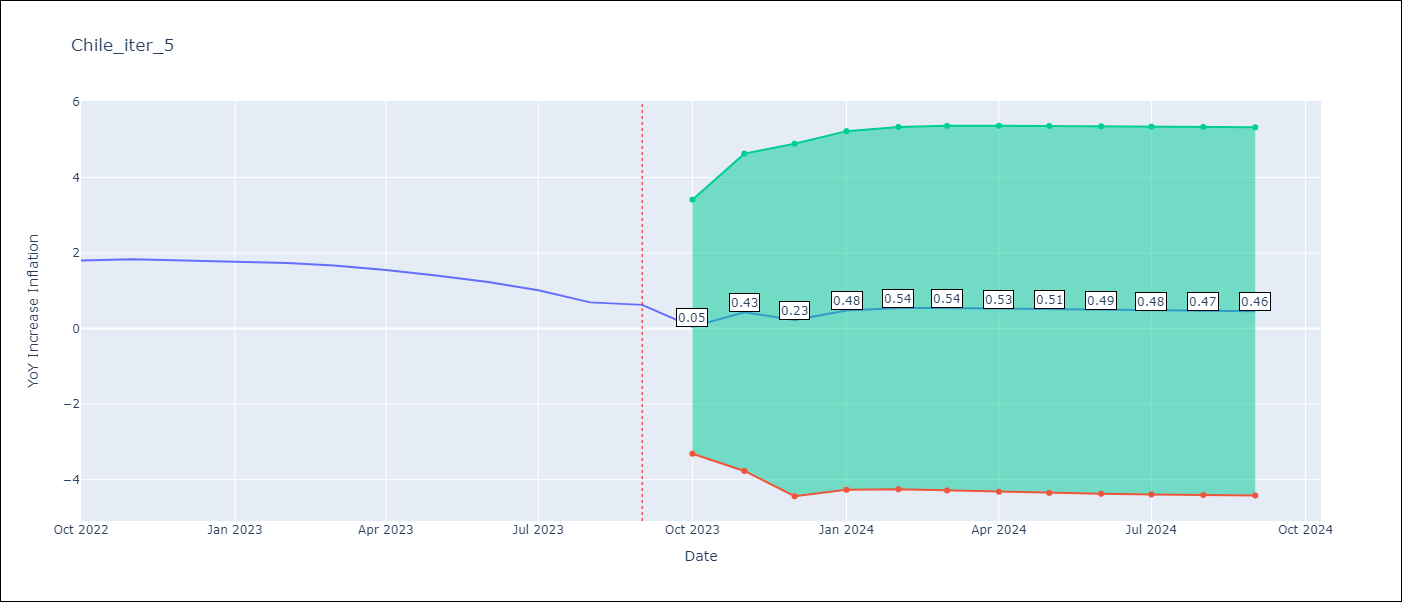 Chile_iter_5
YoY Increase Inflation
6
4
2
0
−2
−4
0.05
0.43
0.23
0.48
0.54
0.54
0.53
0.51
0.49
0.48
0.47
0.46
Oct 2022
Jan 2023
Apr 2023
Jul 2023
Oct 2023
Jan 2024
Apr 2024
Jul 2024
Oct 2024
Date